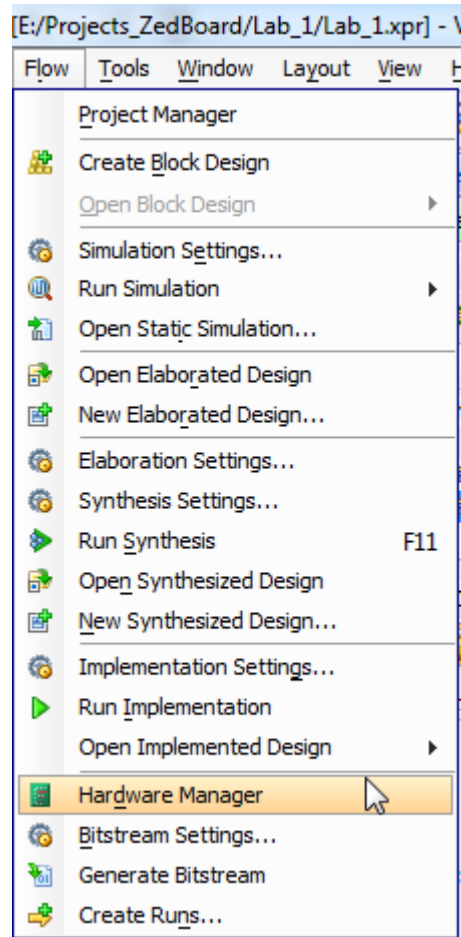 [E:/Projects_ZedBoard/Lab_1/Lab_1.xpr] -
Flow Tools Window Layout View
Project Manager
Create Block Design
Open Block Design
Simulation Settings...
Run Simulation
Open Static Simulation...
Open Elaborated Design
New Elaborated Design...
Elaboration Settings...
Synthesis Settings...
Run Synthesis F11
Open Synthesized Design
New Synthesized Design...
Implementation Settings...
Run Implementation
Open Implemented Design
Hardware Manager
Bitstream Settings...
Generate Bitstream
Create Runs...